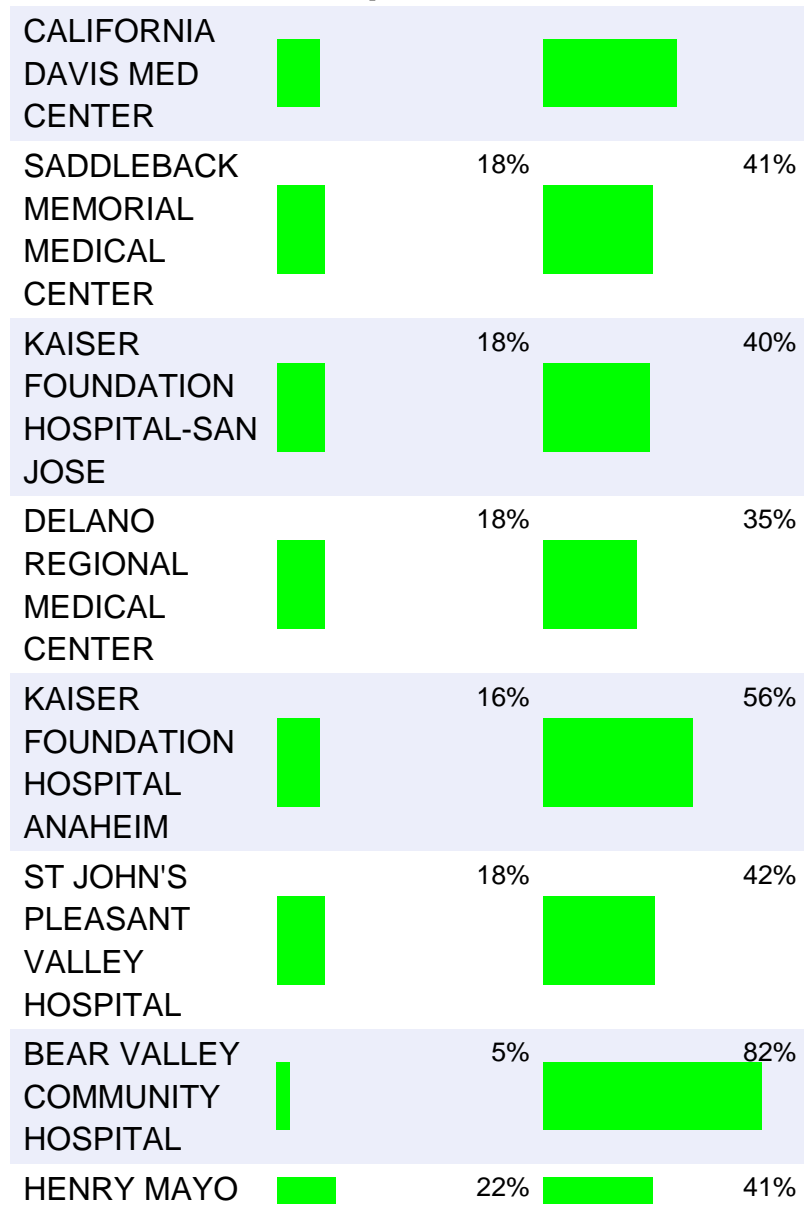 CALIFORNIA
DAVIS MED
CENTER
SADDLEBACK 18% 41%
MEMORIAL
MEDICAL
CENTER
KAISER 18% 40%
FOUNDATION
HOSPITAL-SAN
JOSE
DELANO 18% 35%
REGIONAL
MEDICAL
CENTER
KAISER 16% 56%
FOUNDATION
HOSPITAL
ANAHEIM
ST JOHN'S 18% 42%
PLEASANT
VALLEY
HOSPITAL
BEAR VALLEY 5% 82%
COMMUNITY
HOSPITAL
HENRY MAYO 22% 41%